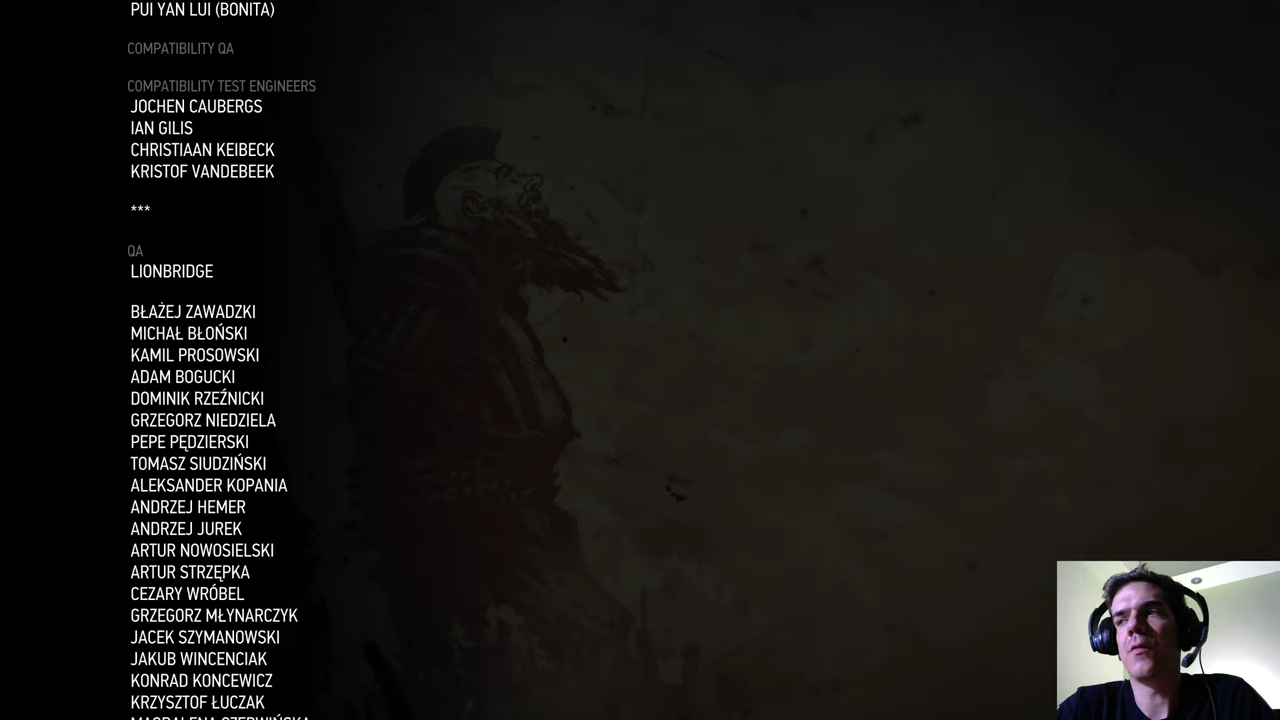 PUI YAN LUI (BONITA)
COMPATIBILITY QA
COMPATIBILITY TEST ENGINEERS
JOCHEN CAUBERGS
IAN GILIS
CHRISTIAAN KEIBECK
KRISTOF VANDEBEEK
***
QA
LIONBRIDGE
BŁAŻEJ ZAWADZKI
MICHAŁ BŁOŃSKI
KAMIL PROSOWSKI
ADAM BOGUCKI
DOMINIK RZEŹNICKI
GRZEGORZ NIEDZIELA
PEPE PĘDZIERSKI
TOMASZ SIUDZIŃSKI
ALEKSANDER KOPANIA
ANDRZEJ HEMER
ANDRZEJ JUREK
ARTUR NOWOSIELSKI
ARTUR STRZĘPKA
CEZARY WRÓBEL
GRZEGORZ MŁYNARCZYK
JACEK SZYMANOWSKI
JAKUB WINCENCIAK
KONRAD KONCEWICZ
KRZYSZTOF ŁUCZAK
MAGDALENA CZERWIŃSKA